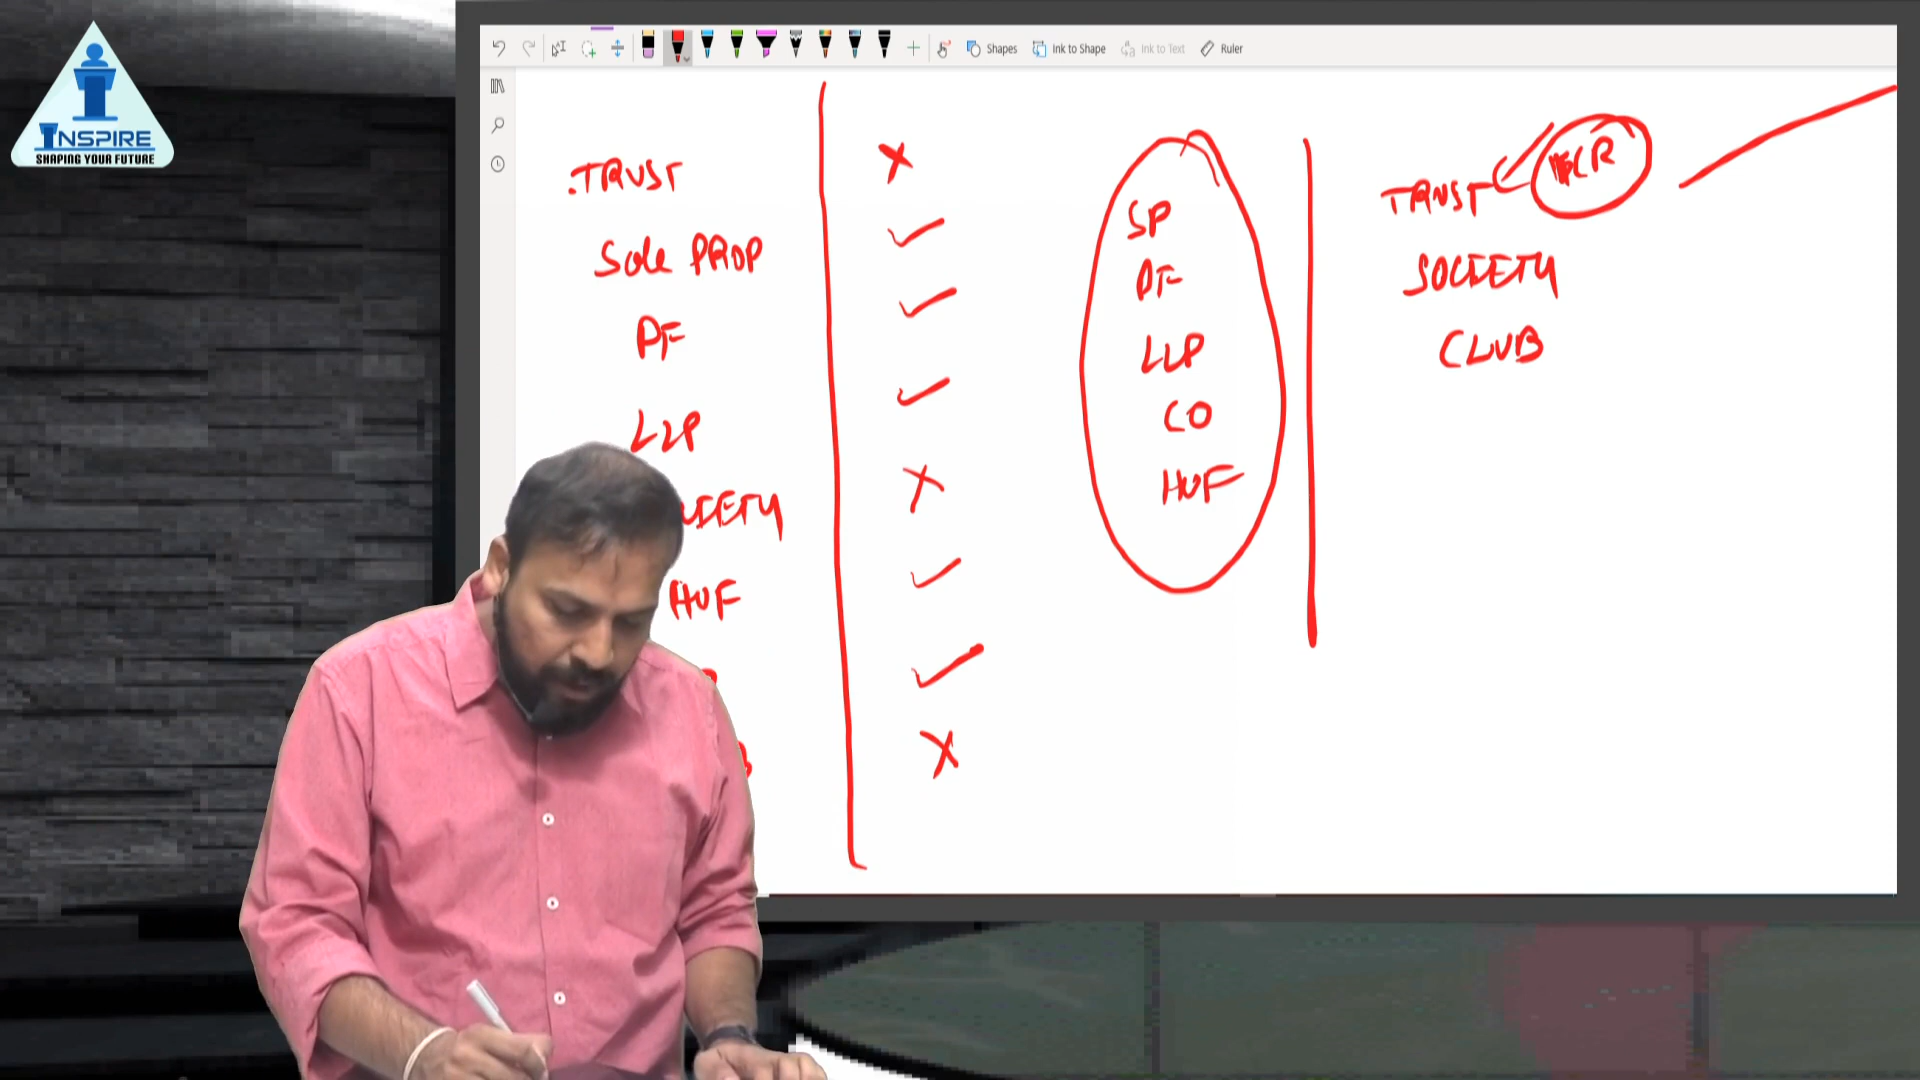 INSPIRE
SHAPING YOUR FUTURE
Shapes
Ink to Shape
Ink to Text
Ruler
TRUST
Sole PROP
PF
LLP
HUF
SP
PF
LLP
CO
HUF
TRUST
SOCIETY
CLUB